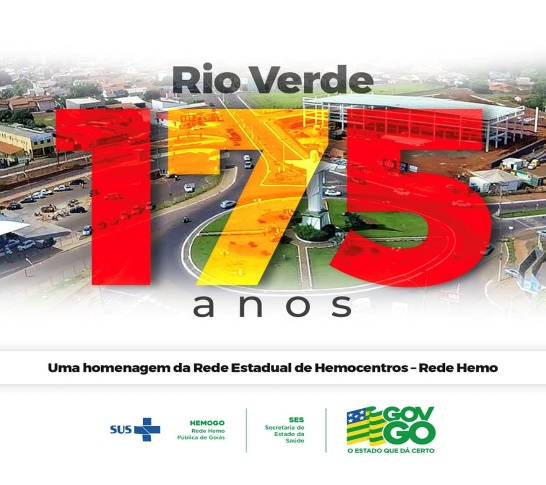 Rio Verde
175
anos
Uma homenagem da Rede Estadual de Hemocentros – Rede Hemo
SUS
HEMOGO
Rede Hemo
Pública de Goiás
SES
Secretaria de
Estado da
Saúde
GOV
GO
O ESTADO QUE DÁ CERTO